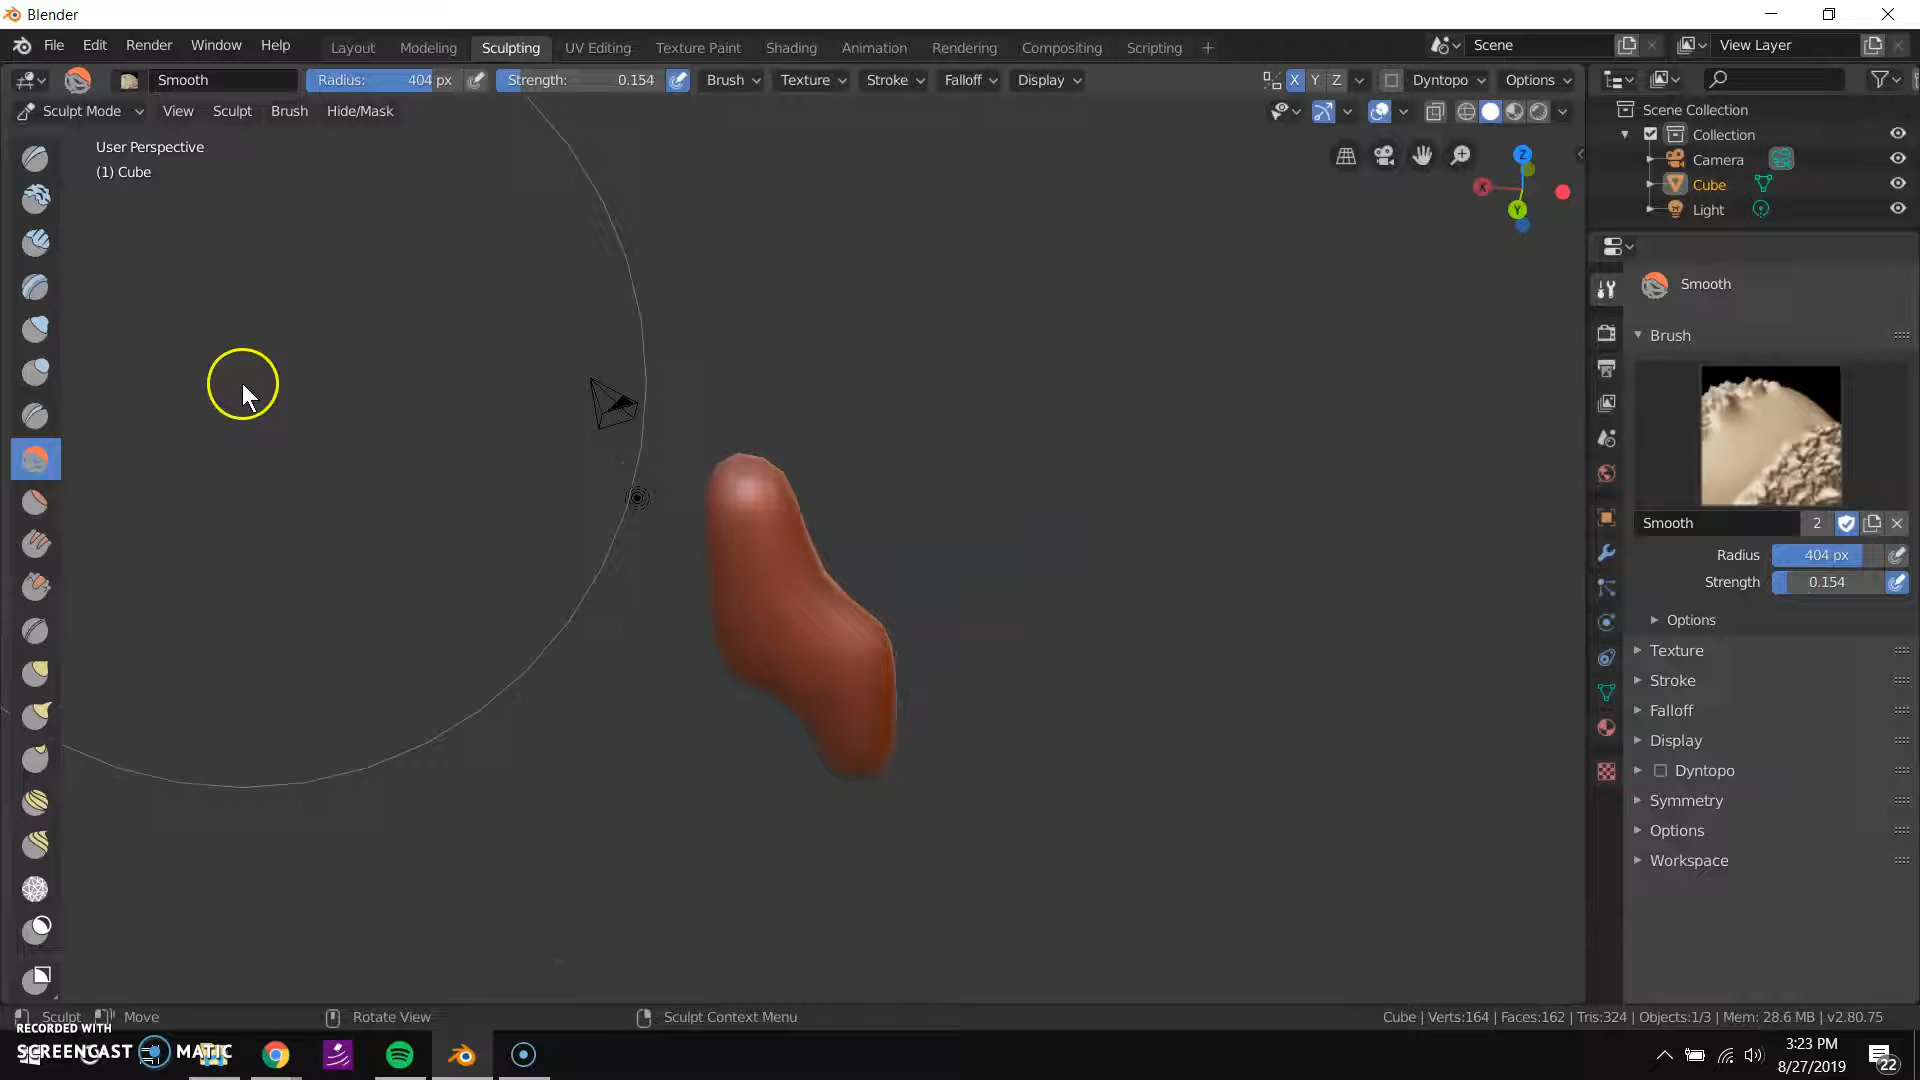 Blender
File Edit Render Window Help Layout Modeling Sculpting UV Editing Texture Paint Shading Animation Rendering Compositing Scripting + Scene View Layer
Smooth Radius: 404 px Strength: 0.154 Brush Texture Stroke Falloff Display X Y Z Dyntopo Options
Sculpt Mode View Sculpt Brush Hide/Mask
User Perspective
(1) Cube
Z
X
Y
Scene Collection
Collection
Camera
Cube
Light
Smooth
Brush
Smooth 2
Radius 404 px
Strength 0.154
Options
Texture
Stroke
Falloff
Display
Dyntopo
Symmetry
Options
Workspace
Sculpt Move Rotate View Sculpt Context Menu Cube | Verts:164 | Faces:162 | Tris:324 | Objects:1/3 | Mem: 28.6 MB | v2.80.75
RECORDED WITH
SCREENCAST MATIC
3:23 PM
8/27/2019
22